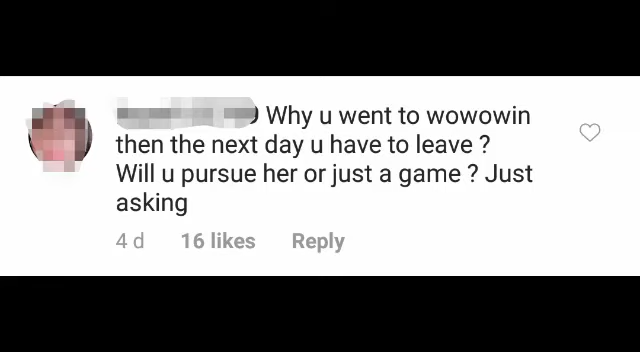 Why u went to wowowin
then the next day u have to leave ?
Will u pursue her or just a game ? Just
asking
4 d 16 likes Reply